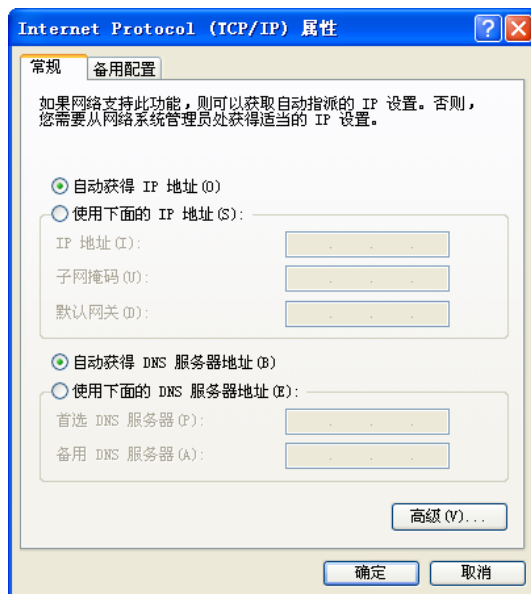 Internet Protocol (TCP/IP) 属性
常规
备用配置
如果网络支持此功能，则可以获取自动指派的 IP 设置。否则，
您需要从网络系统管理员处获得适当的 IP 设置。
自动获得 IP 地址(O)
使用下面的 IP 地址(S):
IP 地址(I):
子网掩码(U):
默认网关(D):
自动获得 DNS 服务器地址(B)
使用下面的 DNS 服务器地址(E):
首选 DNS 服务器(P):
备用 DNS 服务器(A):
高级(V)...
确定
取消